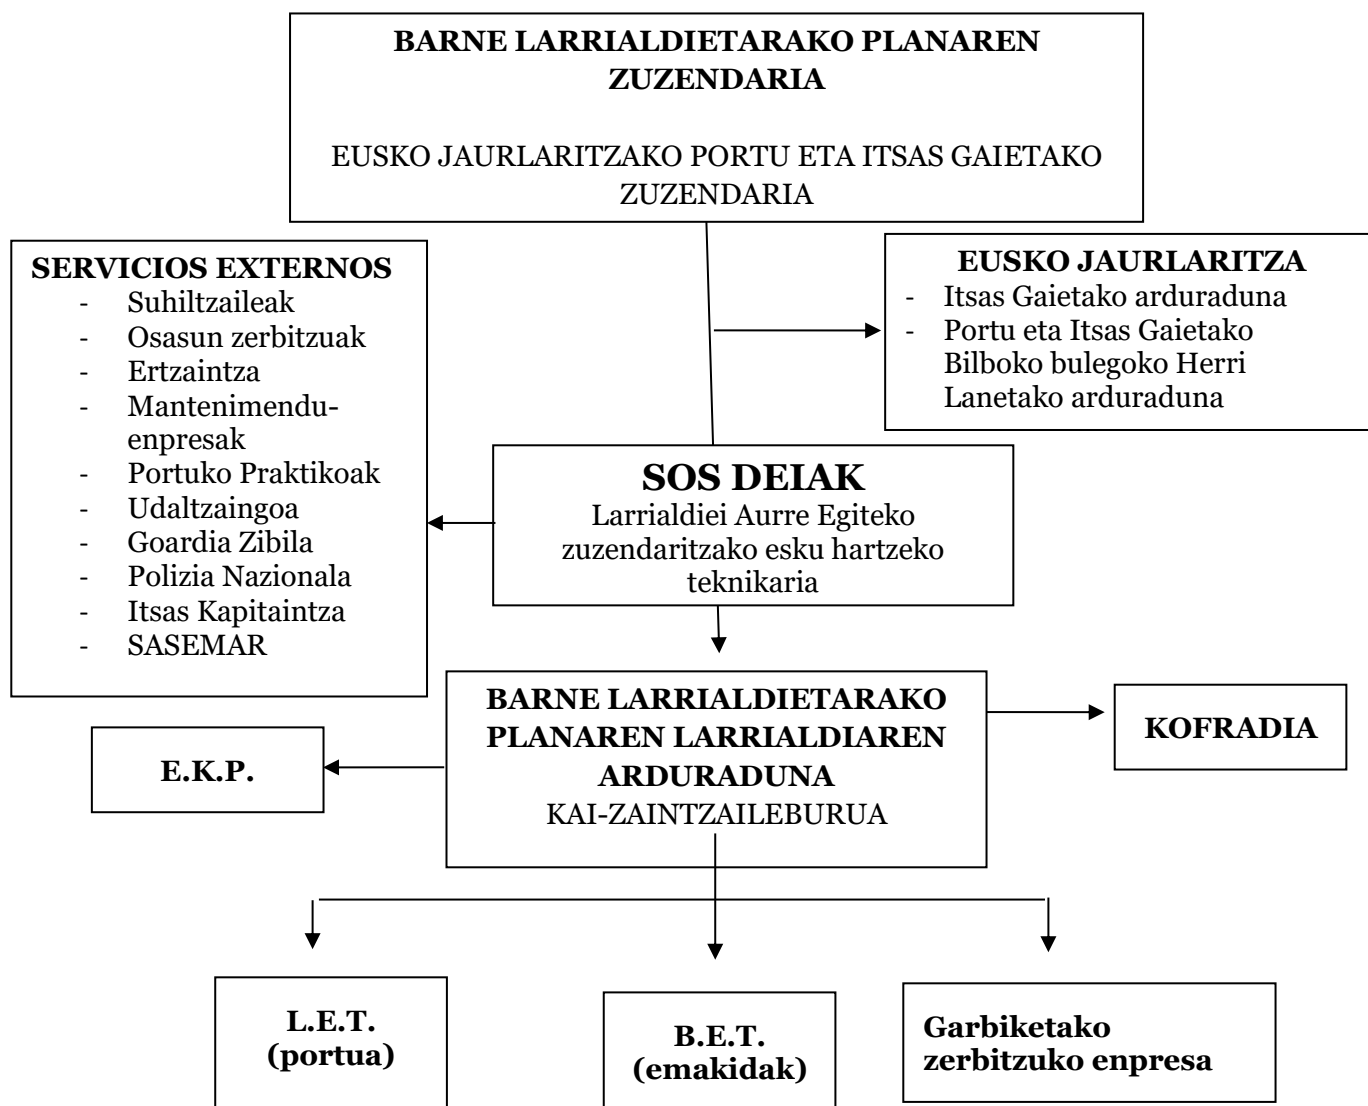 BARNE LARRIALDIETARAKO PLANAREN
ZUZENDARIA
EUSKO JAURLARITZAKO PORTU ETA ITSAS GAIETAKO
ZUZENDARIA
SERVICIOS EXTERNOS
- Suhiltzaileak
- Osasun zerbitzuak
- Ertzaintza
- Mantenimendu-
enpresak
- Portuko Praktikoak
- Udaltzaingoa
- Goardia Zibila
- Polizia Nazionala
- Itsas Kapitaintza
- SASEMAR
EUSKO JAURLARITZA
- Itsas Gaietako arduraduna
- Portu eta Itsas Gaietako
Bilboko bulegoko Herri
Lanetako arduraduna
SOS DEIAK
Larrialdiei Aurre Egiteko
zuzendaritzako esku hartzeko
teknikaria
BARNE LARRIALDIETARAKO
PLANAREN LARRIALDIAREN
ARDURADUNA
KAI-ZAINTZAILEBURUA
KOFRADIA
E.K.P.
L.E.T.
(portua)
B.E.T.
(emakidak)
Garbiketako
zerbitzuko enpresa